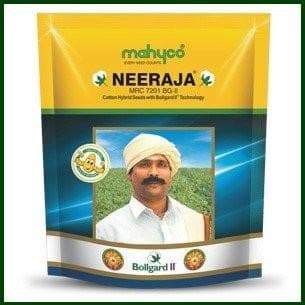 mahyco
EVERY SEED COUNTS
NEERAJA
MRC 7201 BG-II
Cotton Hybrid Seeds with Bollgard II Technology
Bollgard II